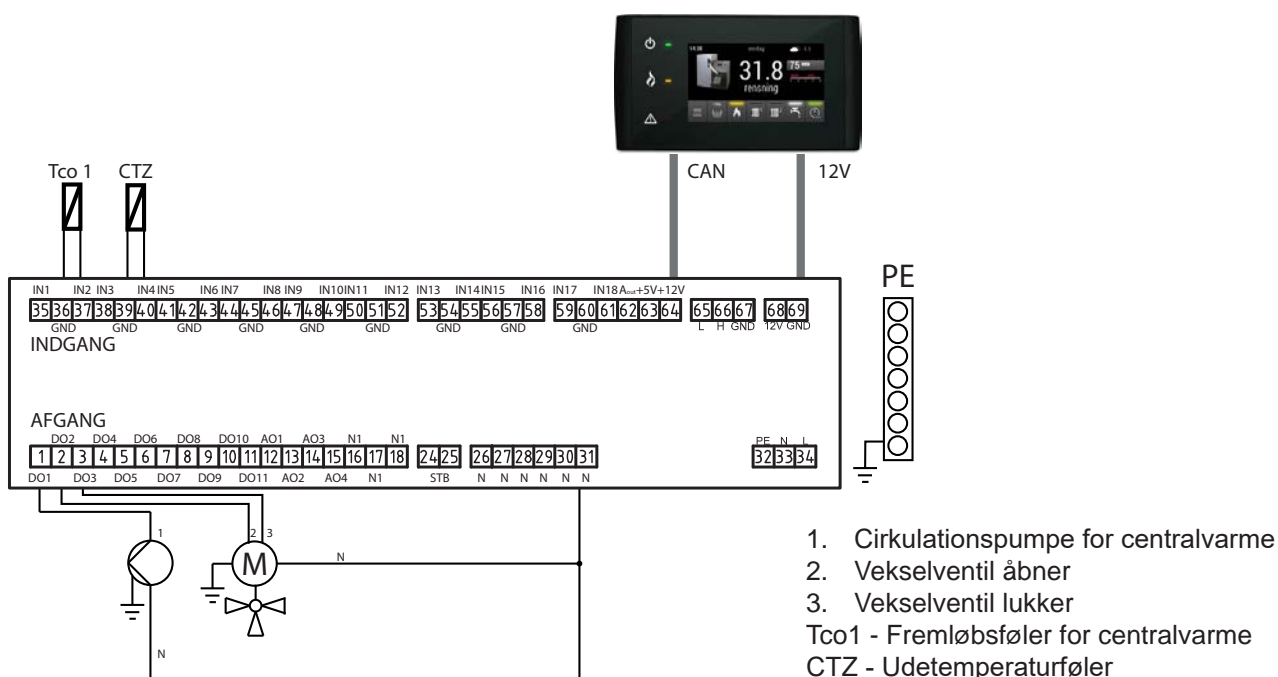 14:38 onsdag
31.8 75
rensning
CAN 12V
Tco 1 CTZ
PE
IN1 IN2 IN3 IN4 IN5 IN6 IN7 IN8 IN9 IN10 IN11 IN12 IN13 IN14 IN15 IN16 IN17 IN18 Aout +5V +12V
35 36 37 38 39 40 41 42 43 44 45 46 47 48 49 50 51 52 53 54 55 56 57 58 59 60 61 62 63 64 65 66 67 68 69
GND GND GND GND GND GND GND GND GND L H GND 12V GND
INDGANG
AFGANG
DO2 DO4 DO6 DO8 DO10 AO1 AO3 N1 N1 PE N L
1 2 3 4 5 6 7 8 9 10 11 12 13 14 15 16 17 18 24 25 26 27 28 29 30 31 32 33 34
DO1 DO3 DO5 DO7 DO9 DO11 AO2 AO4 N1 STB N N N N N N
1 2 3
M N
N
1. Cirkulationspumpe for centralvarme
2. Vekselventil åbner
3. Vekselventil lukker
Tco1 - Fremløbsføler for centralvarme
CTZ - Udetemperaturføler